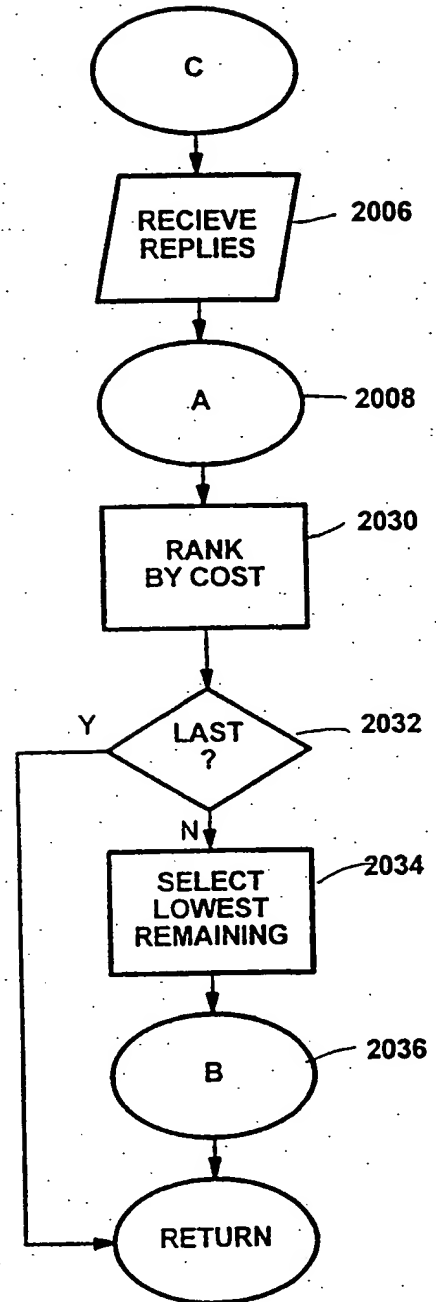 C
RECIEVE
REPLIES
2006
A
2008
RANK
BY COST
2030
LAST
?
2032
Y
N
SELECT
LOWEST
REMAINING
2034
B
2036
RETURN